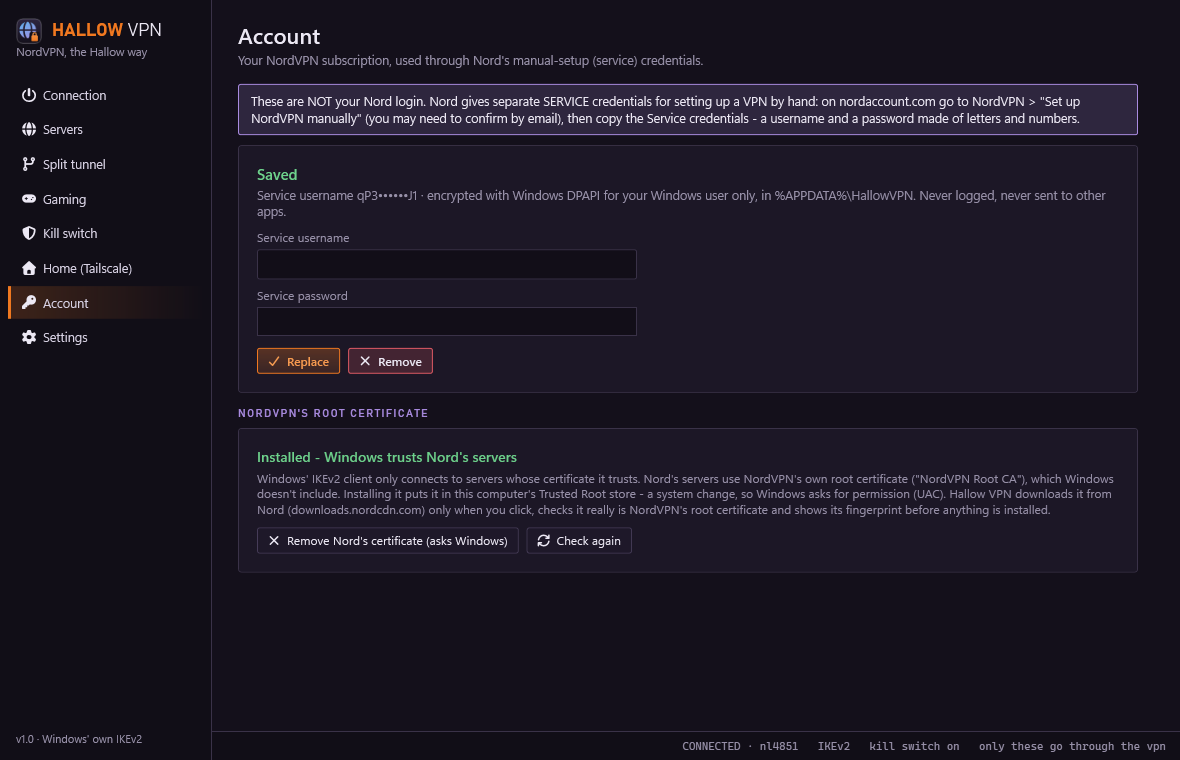 HALLOW VPN
NordVPN, the Hallow way
Connection
Servers
Split tunnel
Gaming
Kill switch
Home (Tailscale)
Account
Settings
v1.0 · Windows' own IKEv2
Account
Your NordVPN subscription, used through Nord's manual-setup (service) credentials.
These are NOT your Nord login. Nord gives separate SERVICE credentials for setting up a VPN by hand: on nordaccount.com go to NordVPN > "Set up
NordVPN manually" (you may need to confirm by email), then copy the Service credentials - a username and a password made of letters and numbers.
Saved
Service username qP3••••••J1 · encrypted with Windows DPAPI for your Windows user only, in %APPDATA%\HallowVPN. Never logged, never sent to other
apps.
Service username
Service password
Replace
Remove
NORDVPN'S ROOT CERTIFICATE
Installed - Windows trusts Nord's servers
Windows' IKEv2 client only connects to servers whose certificate it trusts. Nord's servers use NordVPN's own root certificate ("NordVPN Root CA"), which Windows
doesn't include. Installing it puts it in this computer's Trusted Root store - a system change, so Windows asks for permission (UAC). Hallow VPN downloads it from
Nord (downloads.nordcdn.com) only when you click, checks it really is NordVPN's root certificate and shows its fingerprint before anything is installed.
Remove Nord's certificate (asks Windows)
Check again
CONNECTED · nl4851 IKEv2 kill switch on only these go through the vpn